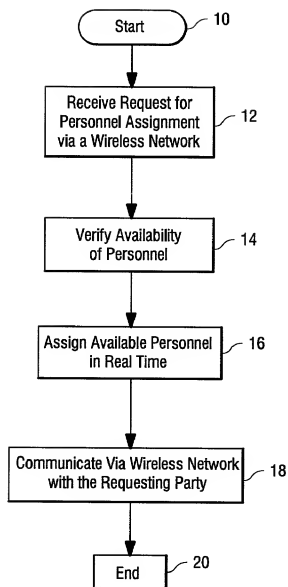 Start
10
Receive Request for
Personnel Assignment
via a Wireless Network
12
Verify Availability
of Personnel
14
Assign Available Personnel
in Real Time
16
Communicate Via Wireless Network
with the Requesting Party
18
End
20